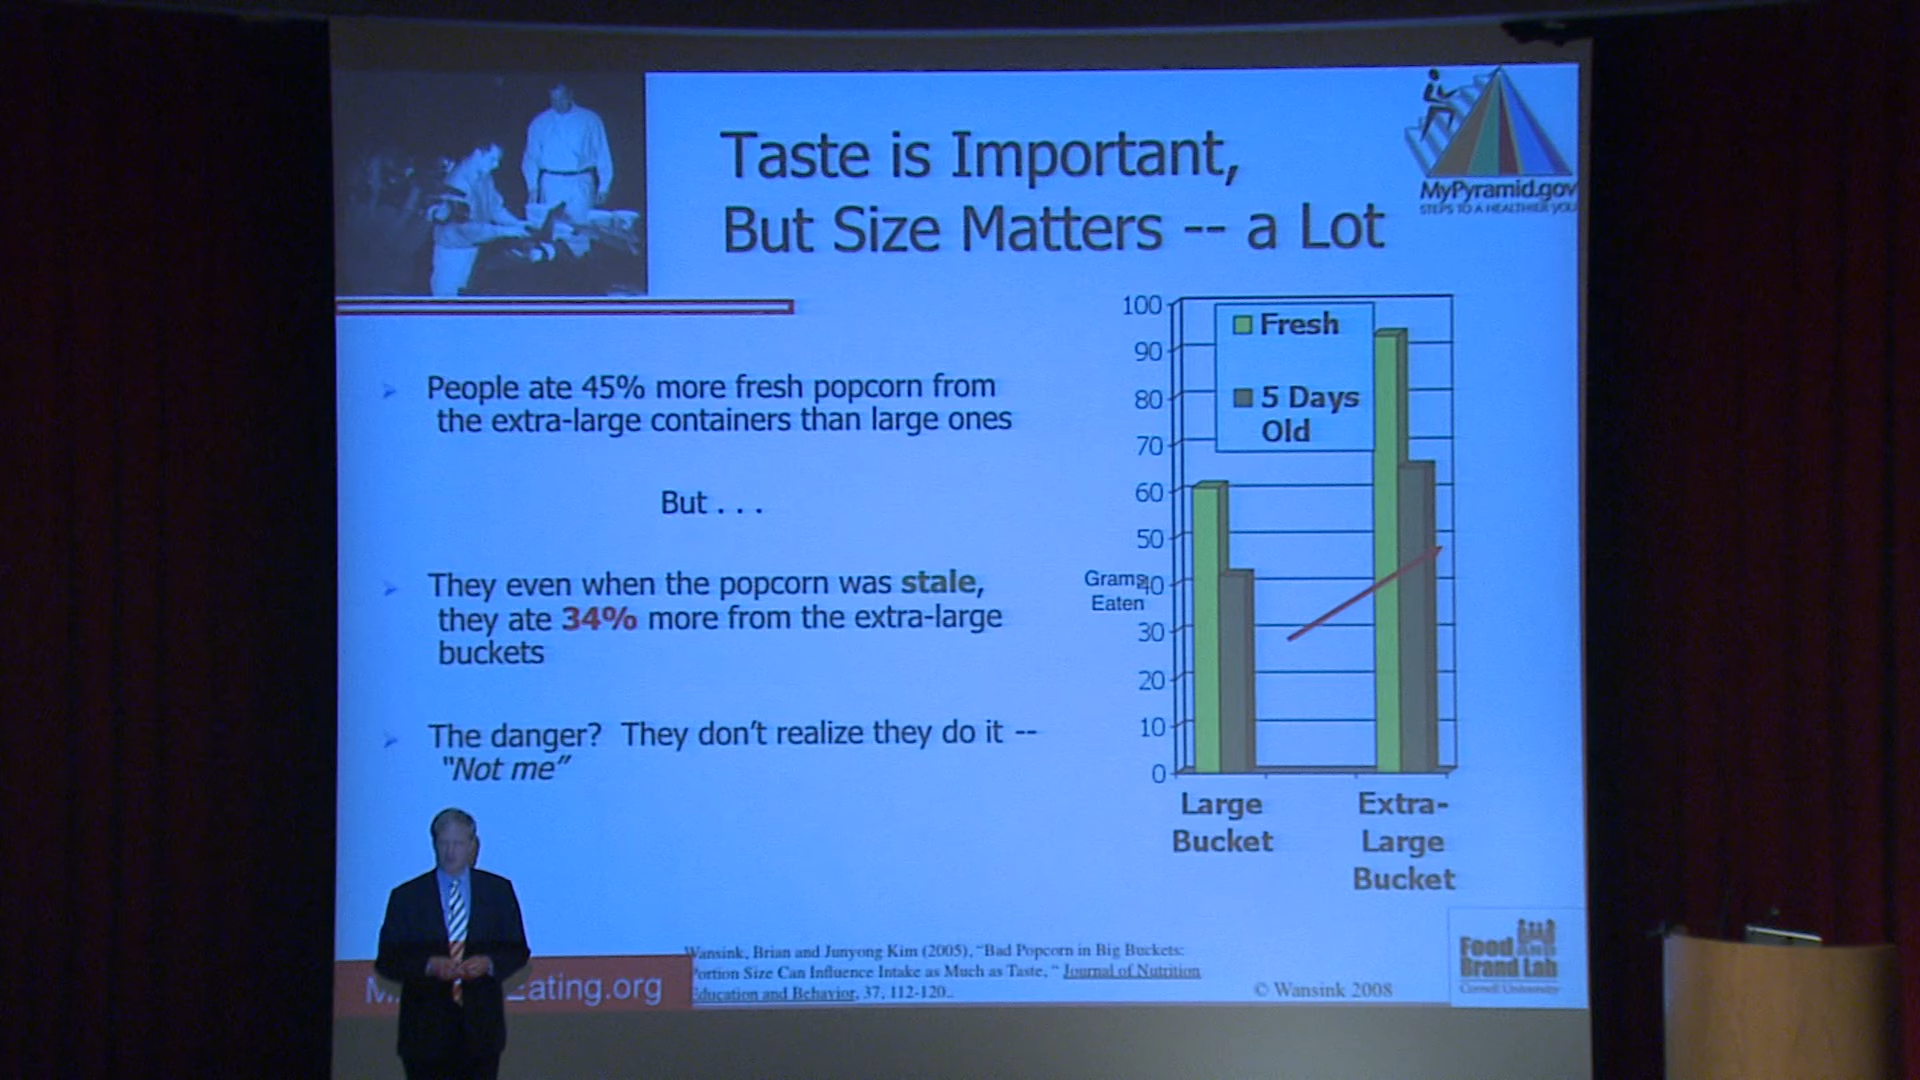 Taste is Important,
But Size Matters -- a Lot
MyPyramid.gov
STEPS TO A HEALTHIER YOU
People ate 45% more fresh popcorn from
the extra-large containers than large ones
But . . .
They even when the popcorn was stale,
they ate 34% more from the extra-large
buckets
The danger? They don't realize they do it --
"Not me"
100
90
80
70
60
50
40
30
20
10
0
Grams
Eaten
Fresh
5 Days
Old
Large
Bucket
Extra-
Large
Bucket
Wansink, Brian and Junyong Kim (2005), "Bad Popcorn in Big Buckets:
Portion Size Can Influence Intake as Much as Taste, " Journal of Nutrition
Education and Behavior, 37, 112-120..
© Wansink 2008
Food and
Brand Lab
Cornell University
Eating.org